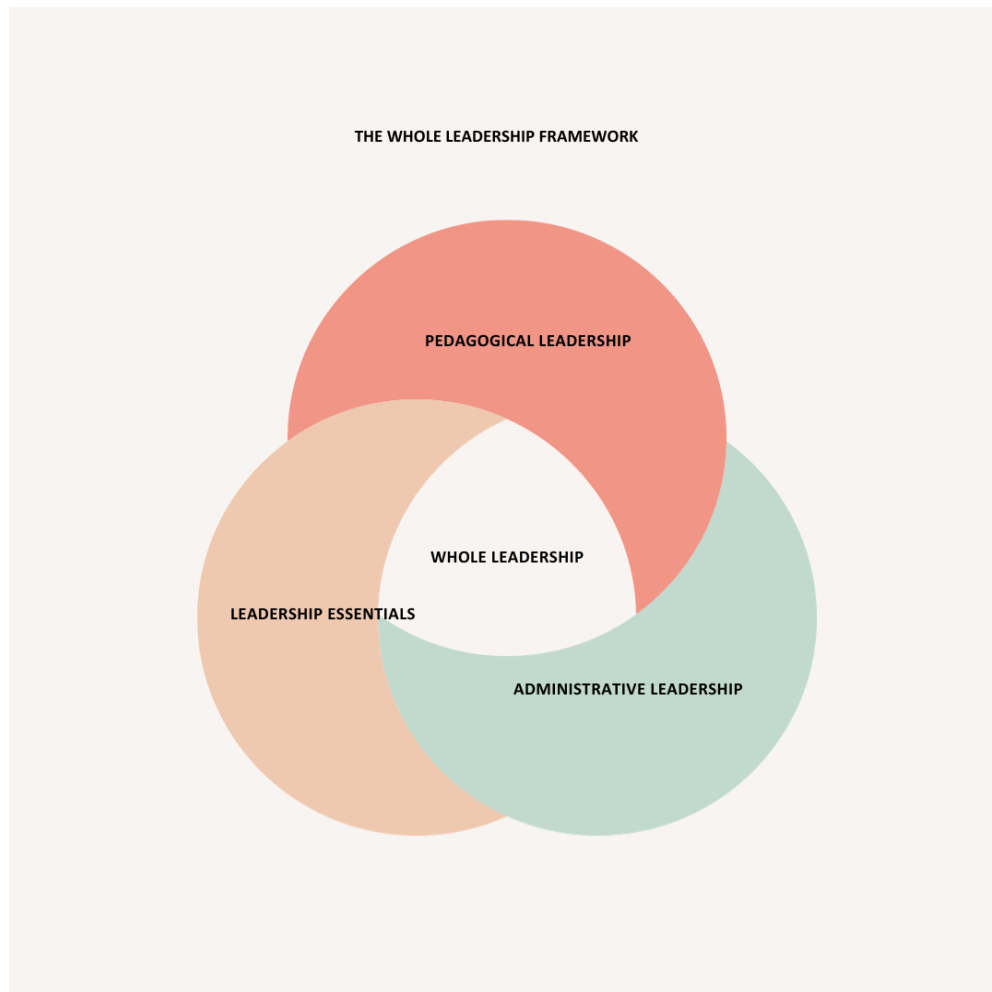 THE WHOLE LEADERSHIP FRAMEWORK
PEDAGOGICAL LEADERSHIP
WHOLE LEADERSHIP
LEADERSHIP ESSENTIALS
ADMINISTRATIVE LEADERSHIP